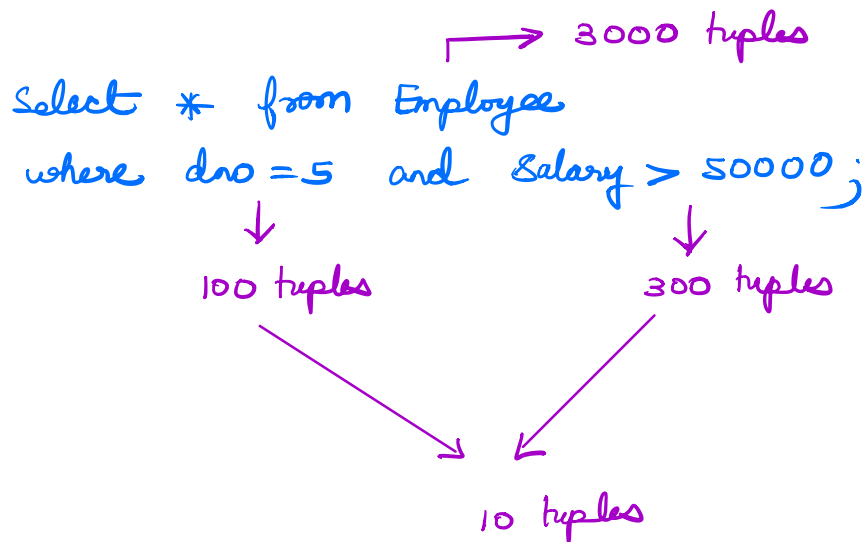 3000 tuples
Select * from Employee
where dno = 5 and Salary > 50000;
100 tuples
300 tuples
10 tuples